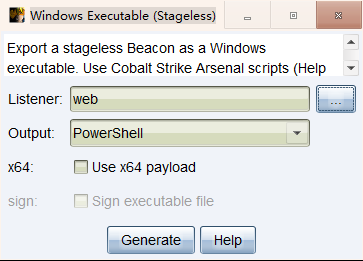 Windows Executable (Stageless)
Export a stageless Beacon as a Windows
executable. Use Cobalt Strike Arsenal scripts (Help
Listener: web ...
Output: PowerShell
x64: Use x64 payload
sign: Sign executable file
Generate Help